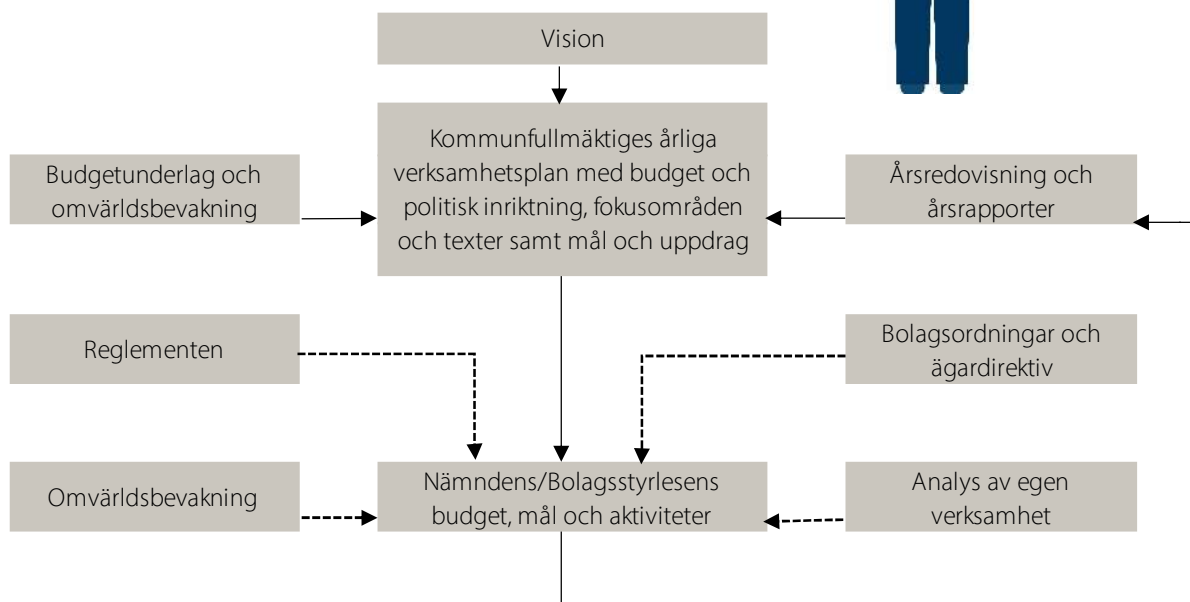 Vision
Kommunfullmäktiges årliga
verksamhetsplan med budget och
politisk inriktning, fokusområden
och texter samt mål och uppdrag
Budgetunderlag och
omvärldsbevakning
Årsredovisning och
årsrapporter
Reglementen
Bolagsordningar och
ägardirektiv
Omvärldsbevakning
Nämndens/Bolagsstyrlesens
budget, mål och aktiviteter
Analys av egen
verksamhet